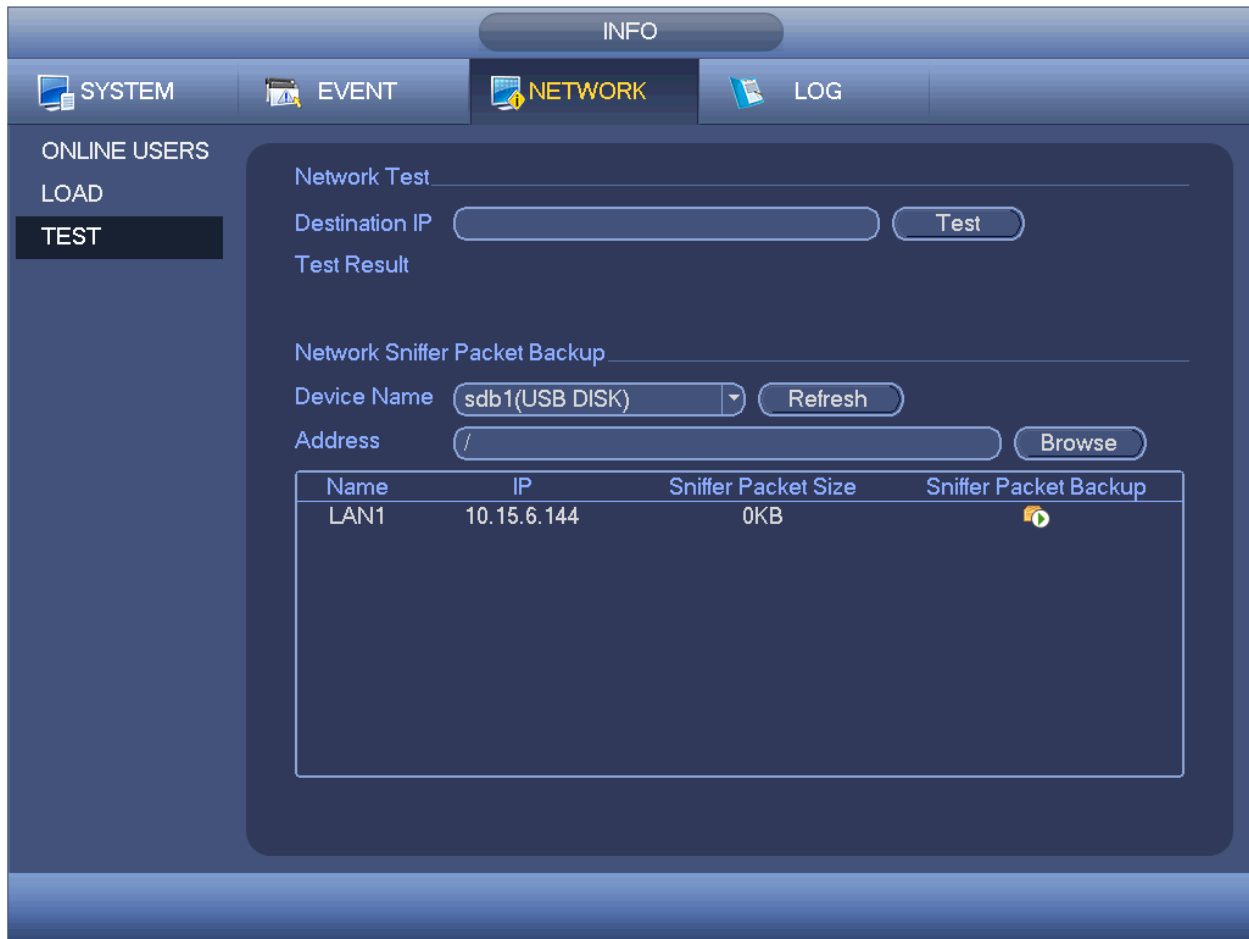 INFO
SYSTEM EVENT NETWORK LOG
ONLINE USERS
LOAD
TEST
Network Test
Destination IP Test
Test Result
Network Sniffer Packet Backup
Device Name sdb1(USB DISK) Refresh
Address / Browse
Name IP Sniffer Packet Size Sniffer Packet Backup
LAN1 10.15.6.144 0KB